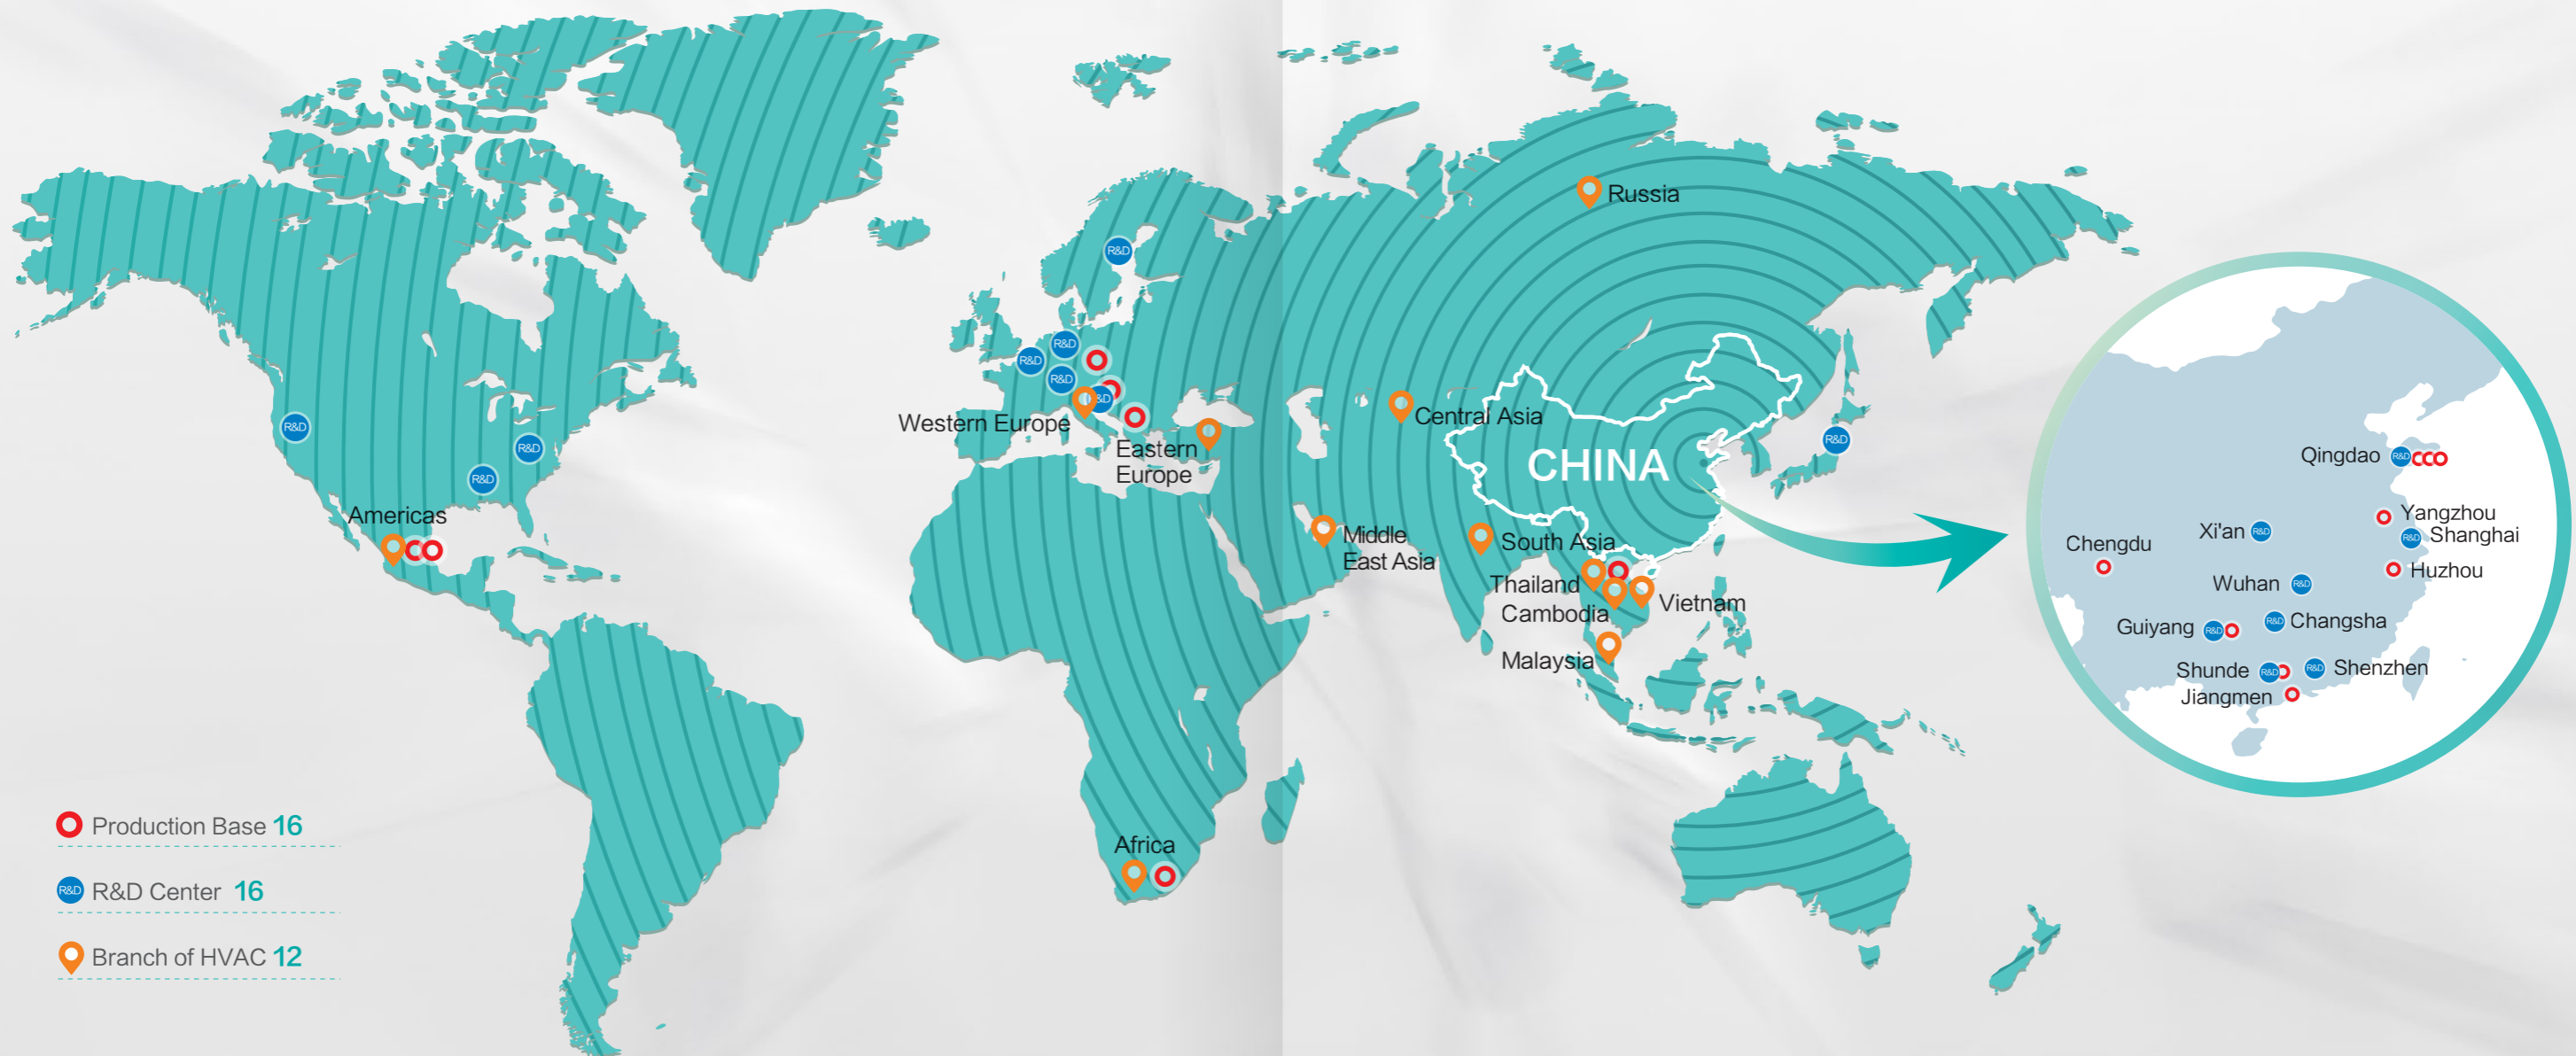 Russia
R&D
R&D
R&D
R&D
R&D
Western Europe
Eastern
Europe
Central Asia
CHINA
R&D
R&D
R&D
R&D
Americas
Middle
East Asia
South Asia
Thailand
Cambodia
Vietnam
Malaysia
Africa
Qingdao R&D
Yangzhou
Xi'an R&D
R&D Shanghai
Chengdu
Huzhou
Wuhan R&D
R&D Changsha
Guiyang R&D
Shunde R&D
R&D Shenzhen
Jiangmen
Production Base 16
R&D R&D Center 16
Branch of HVAC 12